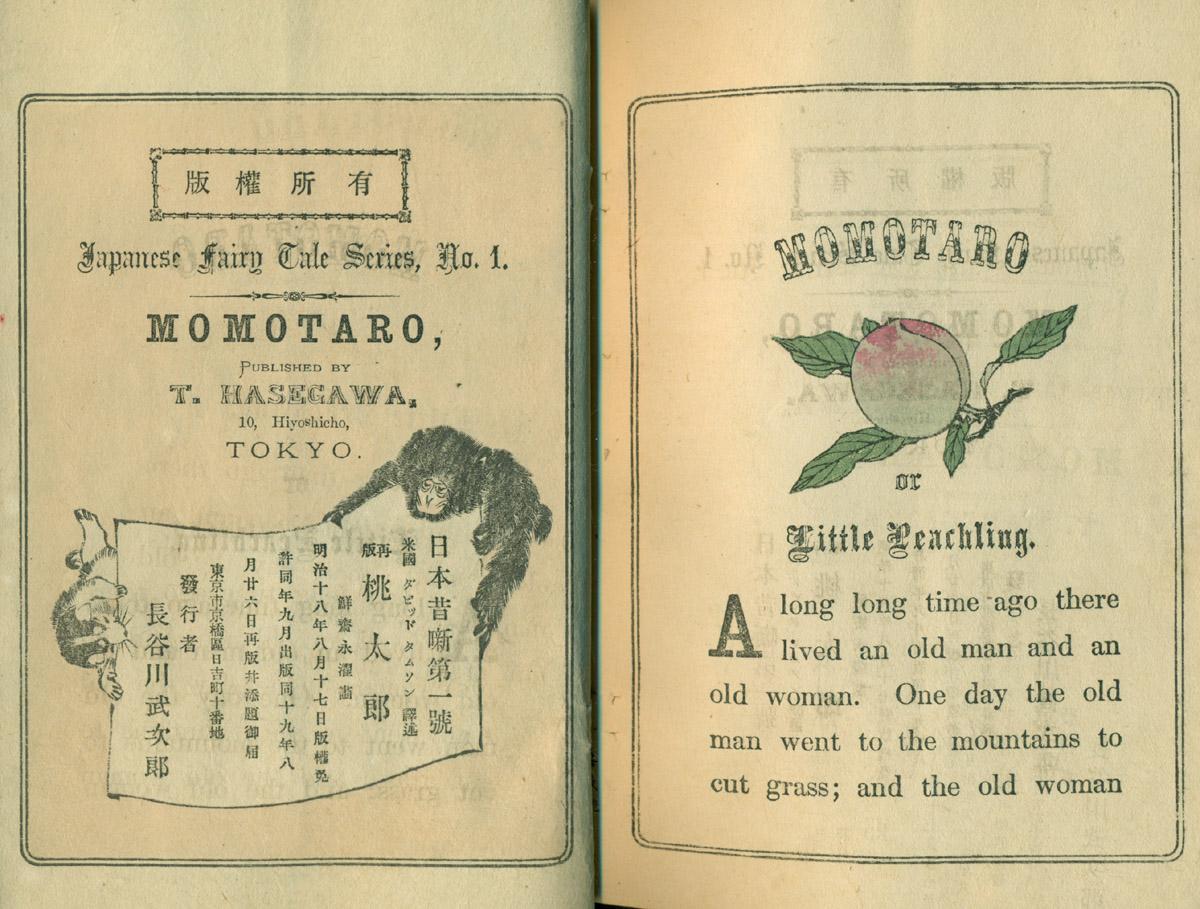 版權所有
Japanese Fairy Tale Series, No. 1.
MOMOTARO,
PUBLISHED BY
T. HASEGAWA,
10, Hiyoshicho,
TOKYO.
日本昔噺第一號
米國 ダビッド タムソン 譯述
再版 桃太郎
鮮齋永濯畵
明治十八年八月十七日版權免
許同年九月出版同十九年八
月廿六日再版幷添題御届
東京市京橋區日吉町十番地
發行者
長谷川武次郎
MOMOTARO
or
Little Peachling.
A long long time ago there
lived an old man and an
old woman. One day the old
man went to the mountains to
cut grass; and the old woman